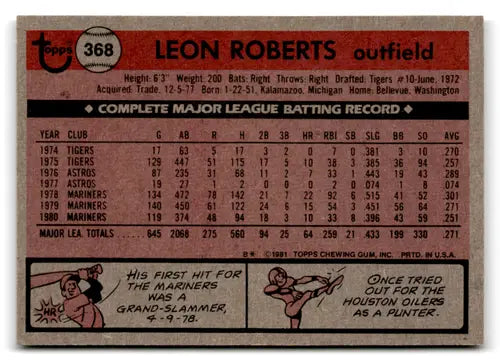 Topps 368 LEON ROBERTS outfield
Height: 6'3" Weight: 200 Bats: Right Throws: Right Drafted: Tigers #10-June, 1972
Acquired: Trade, 12-5-77 Born: 1-22-51, Kalamazoo, Michigan Home: Bellevue, Washington
◆ COMPLETE MAJOR LEAGUE BATTING RECORD ◆
YEAR CLUB G AB R H 2B 3B HR RBI SB SLG BB SO AVG
1974 TIGERS 17 63 5 17 3 2 0 7 0 .381 3 10 .270
1975 TIGERS 129 447 51 115 17 5 10 38 3 .385 36 94 .257
1976 ASTROS 87 235 31 68 11 2 7 33 1 .443 19 43 .289
1977 ASTROS 19 27 1 2 0 0 0 2 0 .074 1 8 .074
1978 MARINERS 134 472 78 142 21 7 22 92 6 .515 41 52 .301
1979 MARINERS 140 450 61 122 24 6 15 54 3 .451 56 64 .271
1980 MARINERS 119 374 48 94 18 3 10 33 8 .396 43 59 .251
MAJOR LEA. TOTALS 645 2068 275 560 94 25 64 259 21 .433 199 330 .271
B* ©1981 TOPPS CHEWING GUM, INC. PRTD. IN U.S.A.
HR
HIS FIRST HIT FOR
THE MARINERS
WAS A
GRAND-SLAMMER,
4-9-78.
ONCE TRIED
OUT FOR THE
HOUSTON OILERS
AS A PUNTER.